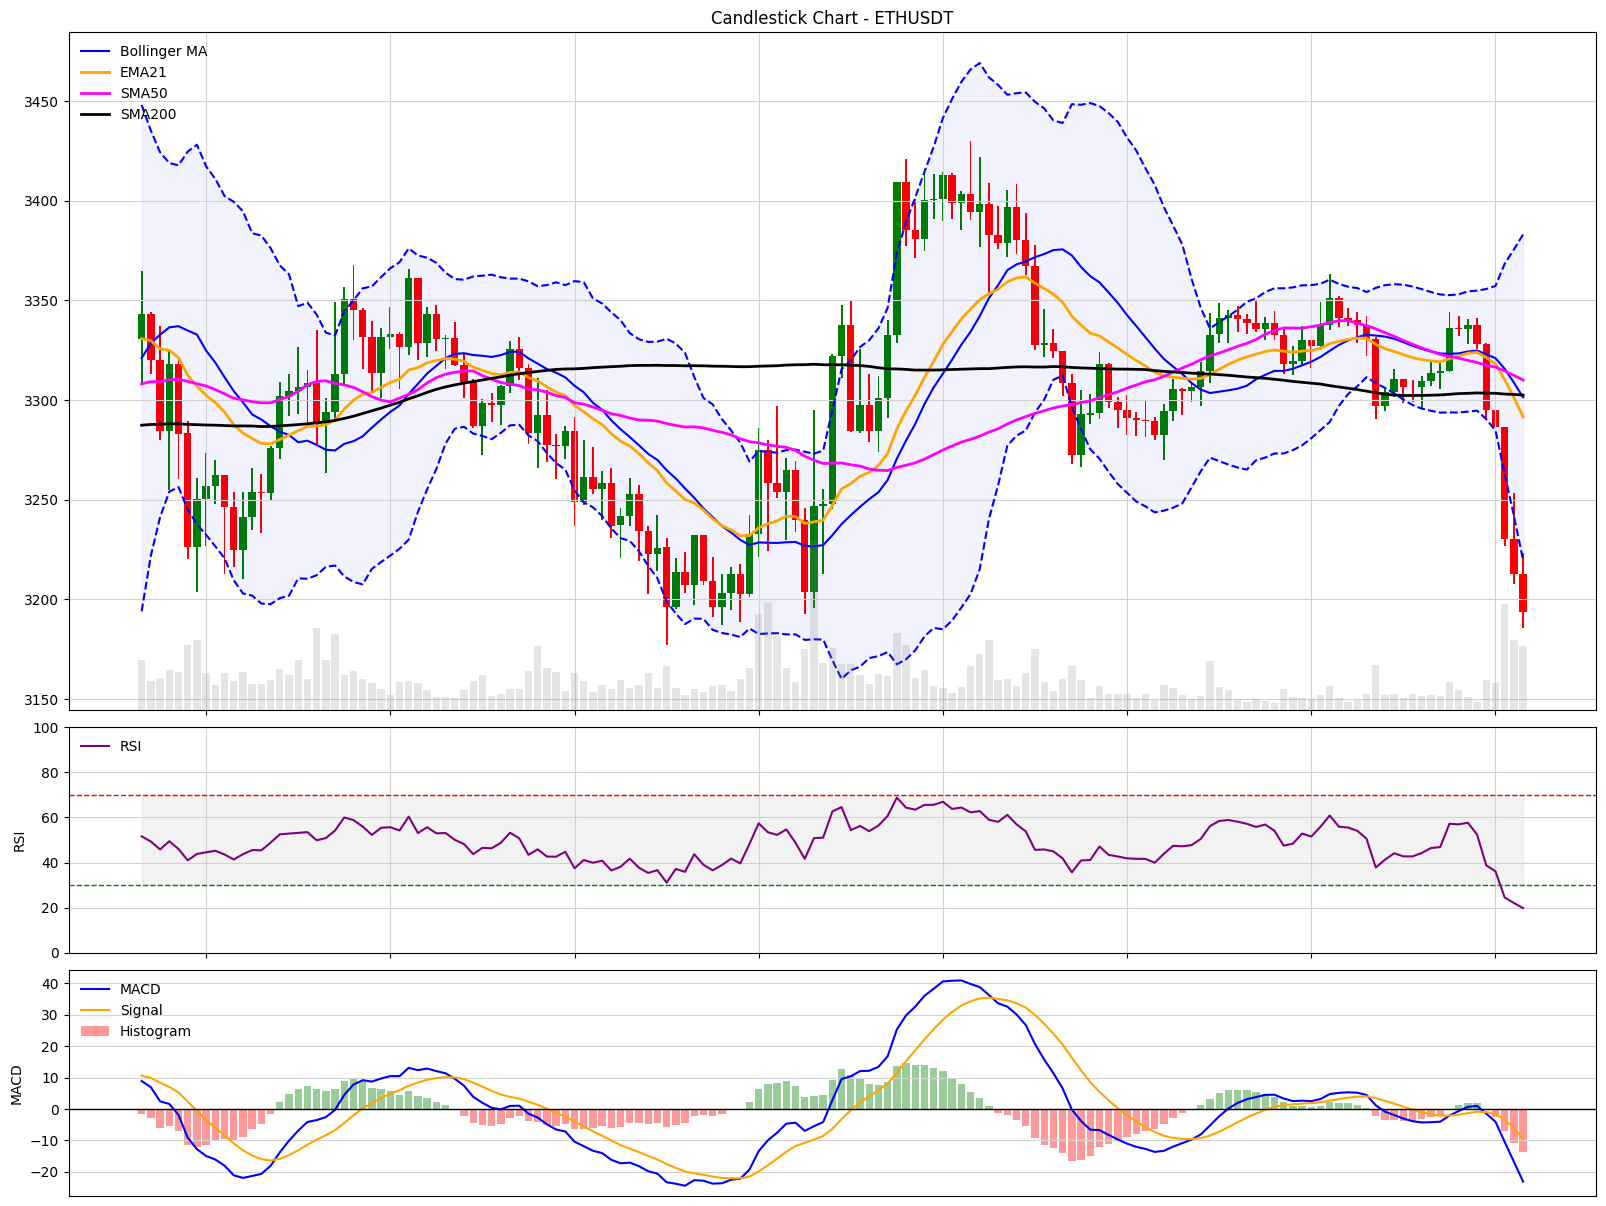 Candlestick Chart - ETHUSDT
Bollinger MA
EMA21
SMA50
SMA200
3450
3400
3350
3300
3250
3200
3150
RSI
RSI
100
80
60
40
20
0
MACD
Signal
Histogram
MACD
40
30
20
10
0
−10
−20